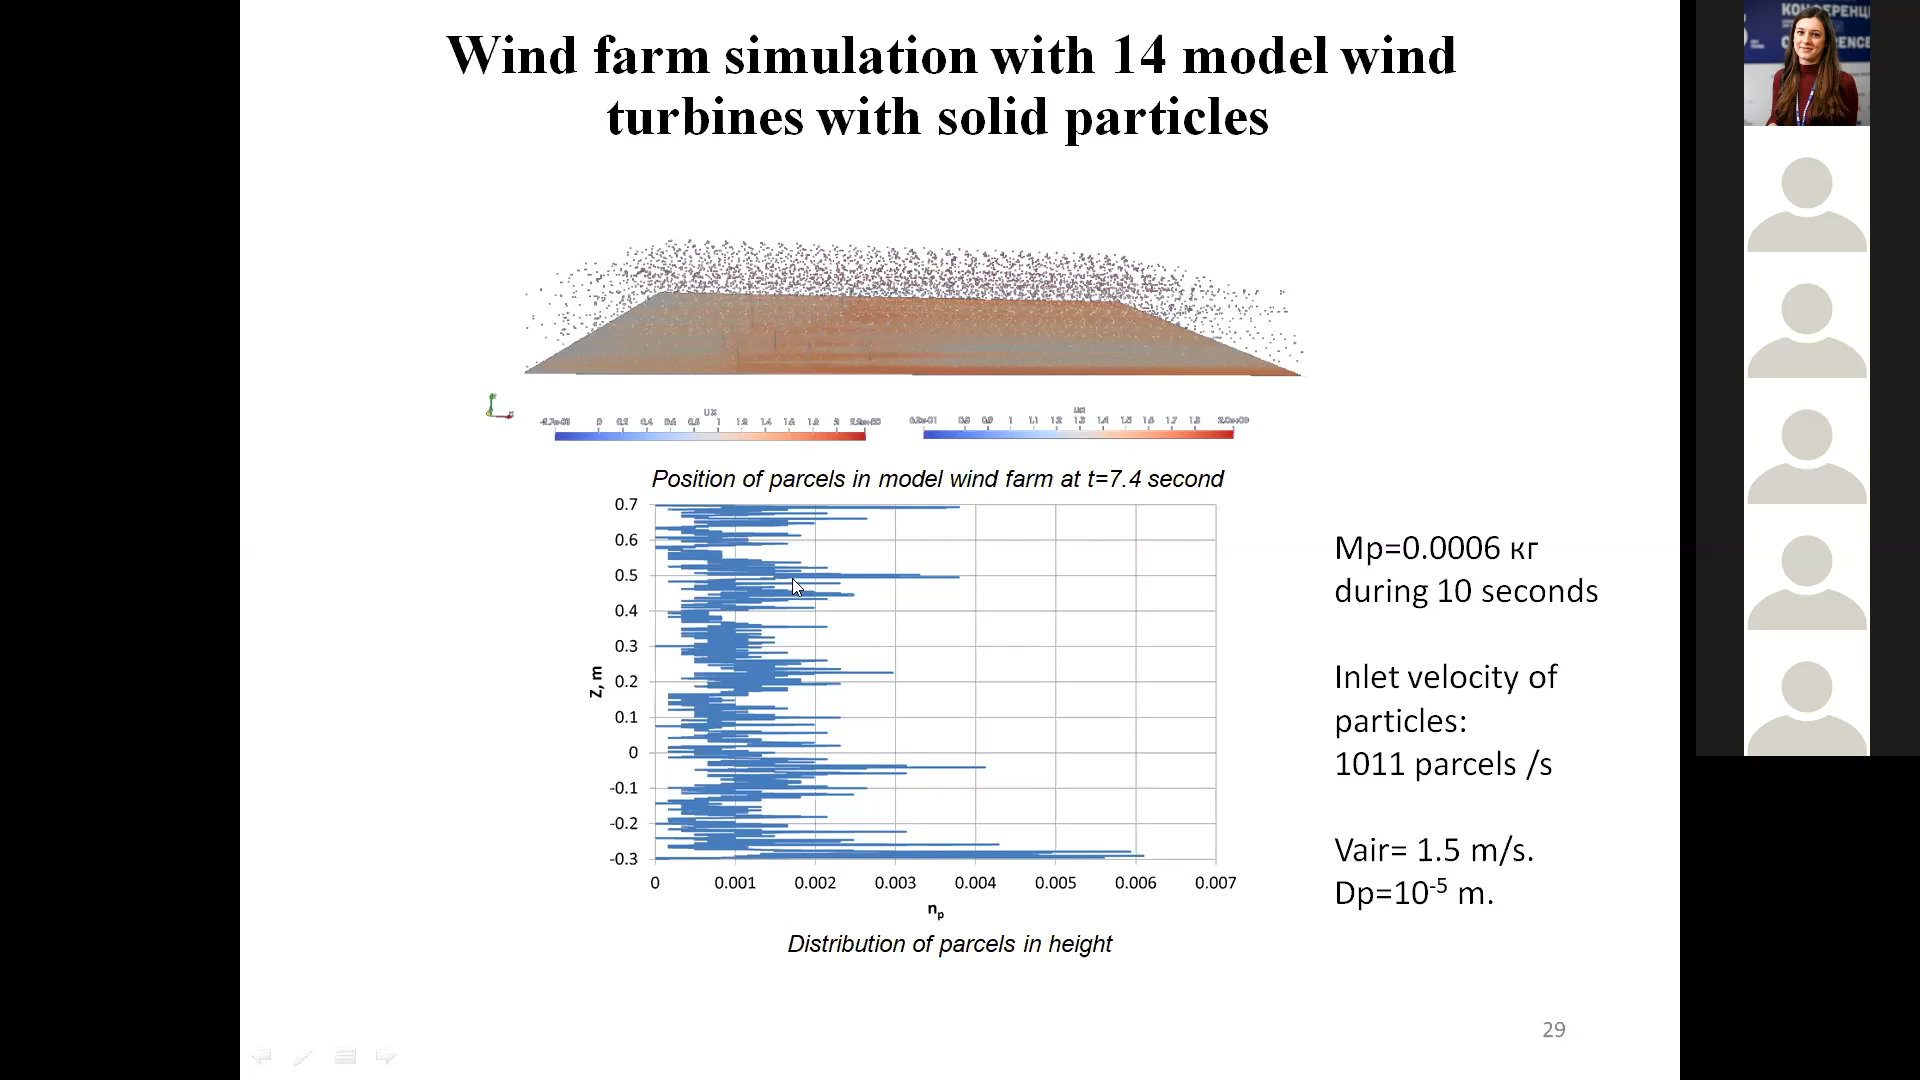 Wind farm simulation with 14 model wind
turbines with solid particles
Position of parcels in model wind farm at t=7.4 second
0.7
0.6
0.5
0.4
0.3
0.2
0.1
0
-0.1
-0.2
-0.3
Z, m
0 0.001 0.002 0.003 0.004 0.005 0.006 0.007
np
Distribution of parcels in height
Mp=0.0006 кг
during 10 seconds
Inlet velocity of
particles:
1011 parcels /s
Vair= 1.5 m/s.
Dp=10-5 m.
29